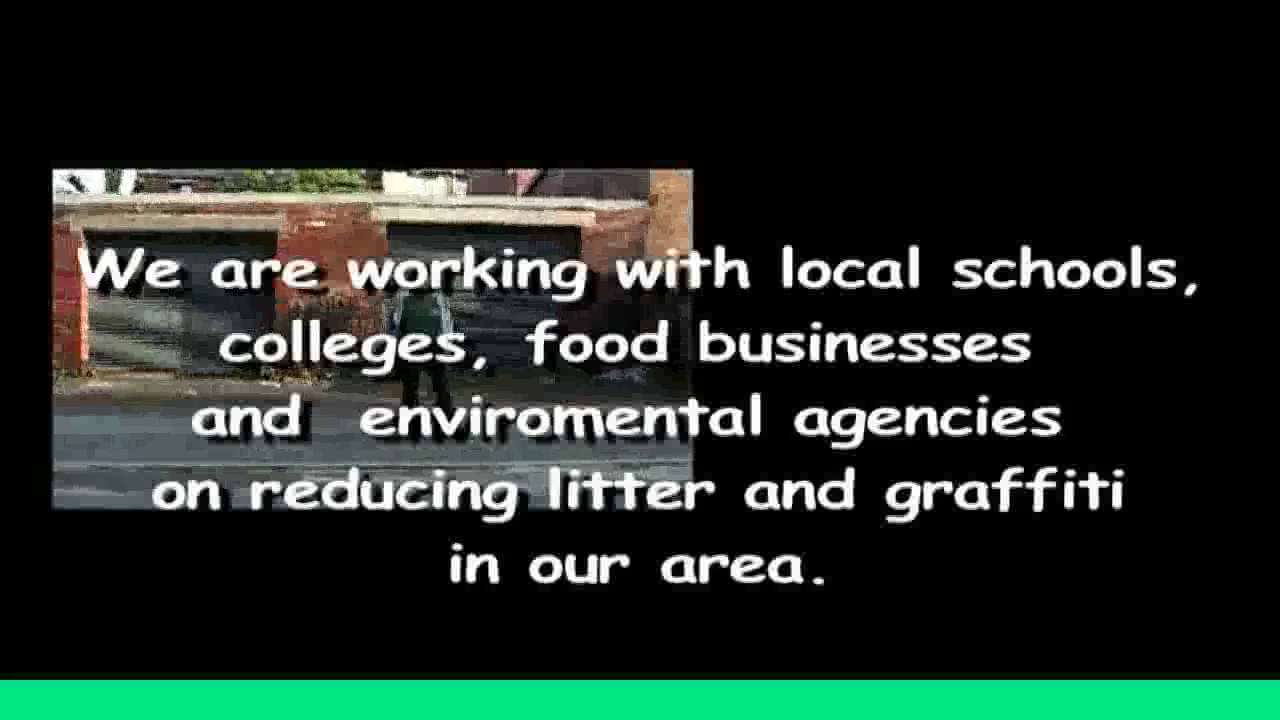 We are working with local schools,
colleges, food businesses
and enviromental agencies
on reducing litter and graffiti
in our area.